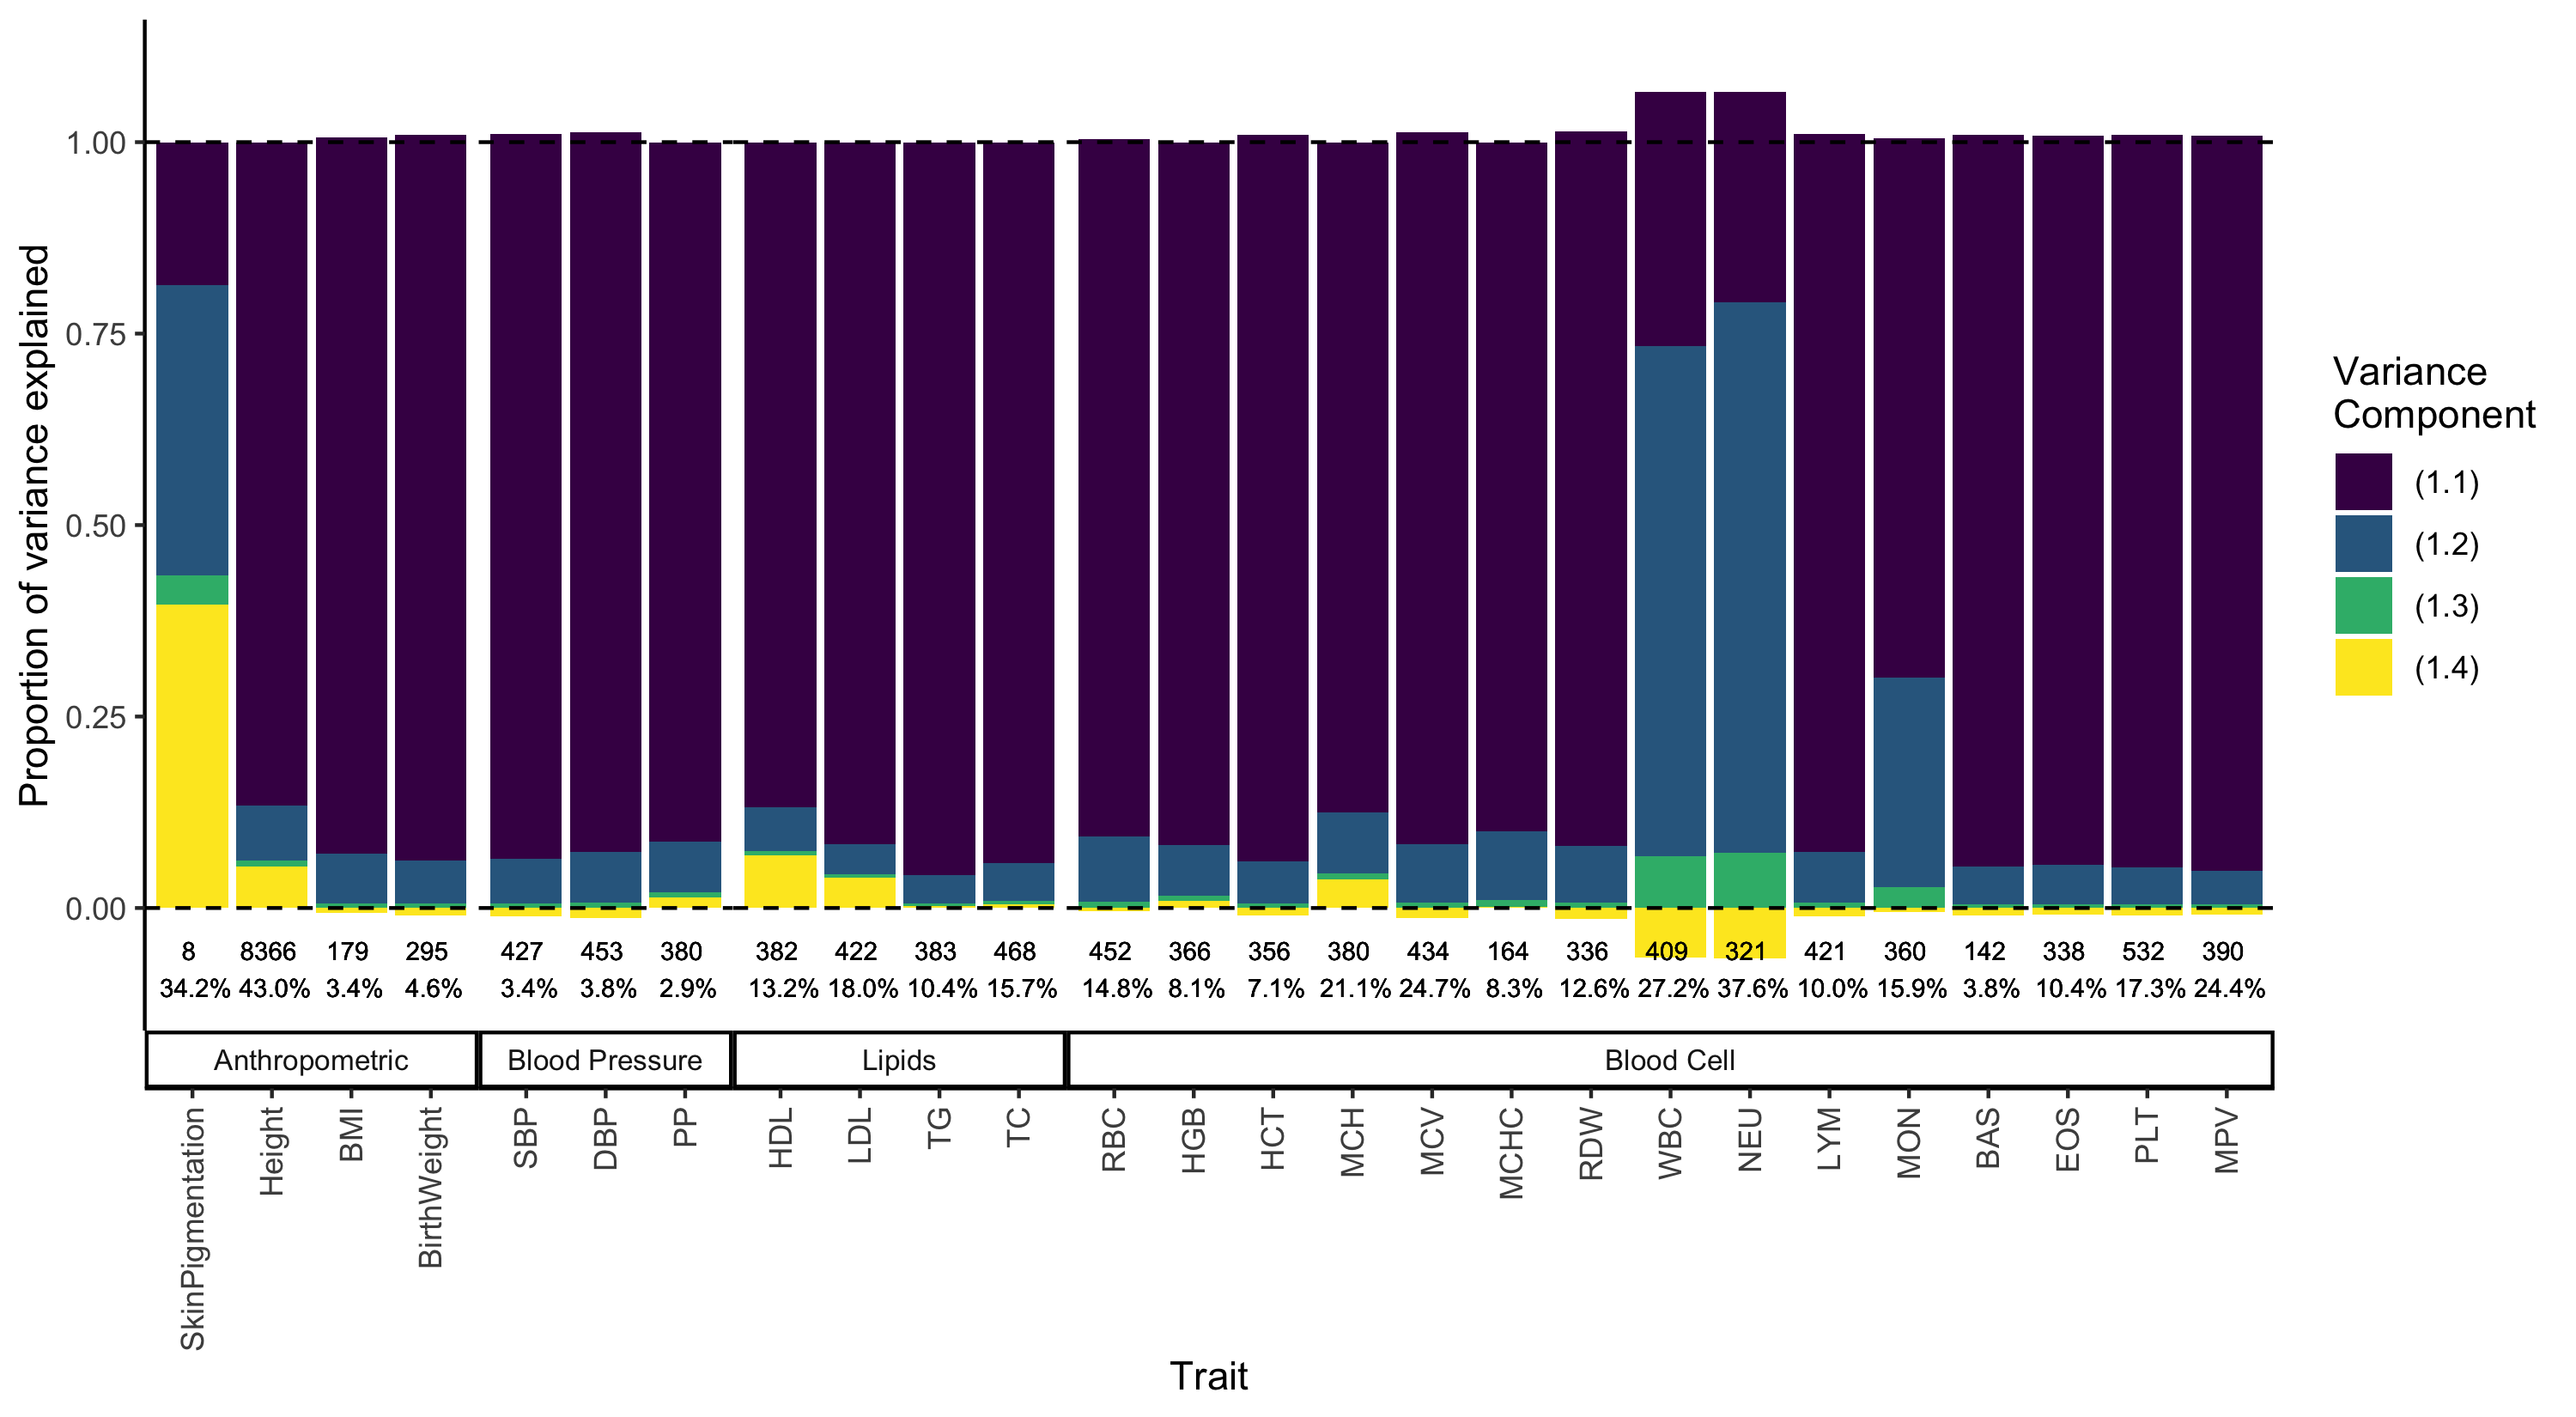 Proportion of variance explained
1.00
0.75
0.50
0.25
0.00
8 8366 179 295 427 453 380 382 422 383 468 452 366 356 380 434 164 336 409 321 421 360 142 338 532 390
34.2% 43.0% 3.4% 4.6% 3.4% 3.8% 2.9% 13.2% 18.0% 10.4% 15.7% 14.8% 8.1% 7.1% 21.1% 24.7% 8.3% 12.6% 27.2% 37.6% 10.0% 15.9% 3.8% 10.4% 17.3% 24.4%
Anthropometric Blood Pressure Lipids Blood Cell
SkinPigmentation Height BMI BirthWeight SBP DBP PP HDL LDL TG TC RBC HGB HCT MCH MCV MCHC RDW WBC NEU LYM MON BAS EOS PLT MPV
Trait
Variance
Component
(1.1)
(1.2)
(1.3)
(1.4)